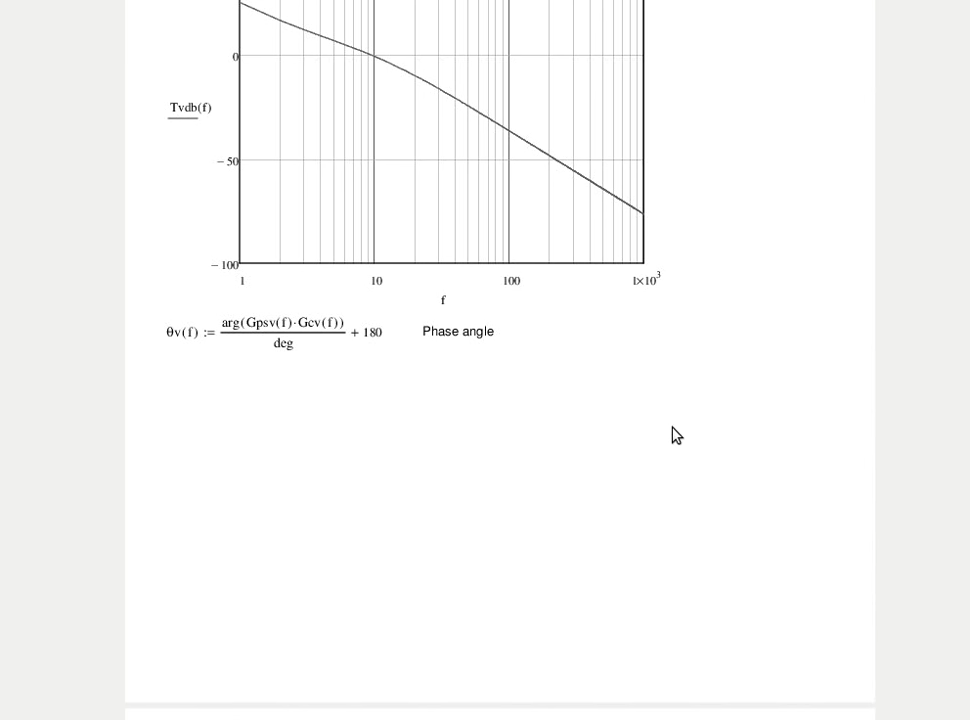 0
Tvdb(f)
− 50
− 100
1 10 100 1×10³
f
θv(f) := arg(Gpsv(f)·Gcv(f)) / deg + 180 Phase angle